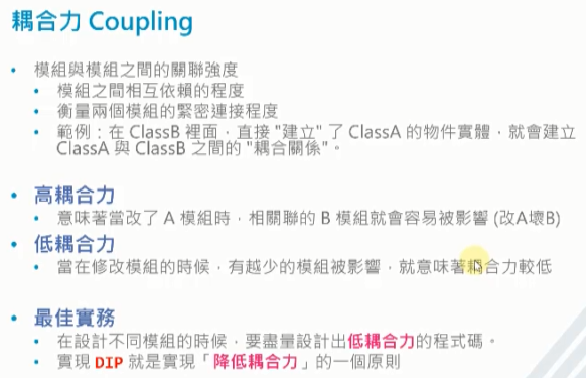 耦合力 Coupling
• 模組與模組之間的關聯強度
• 模組之間相互依賴的程度
• 衡量兩個模組的緊密連接程度
• 範例：在 ClassB 裡面，直接 "建立" 了 ClassA 的物件實體，就會建立
ClassA 與 ClassB 之間的 "耦合關係"。
• 高耦合力
• 意味著當改了 A 模組時，相關聯的 B 模組就會容易被影響 (改A壞B)
• 低耦合力
• 當在修改模組的時候，有越少的模組被影響，就意味著耦合力較低
• 最佳實務
• 在設計不同模組的時候，要盡量設計出低耦合力的程式碼。
• 實現 DIP 就是實現「降低耦合力」的一個原則